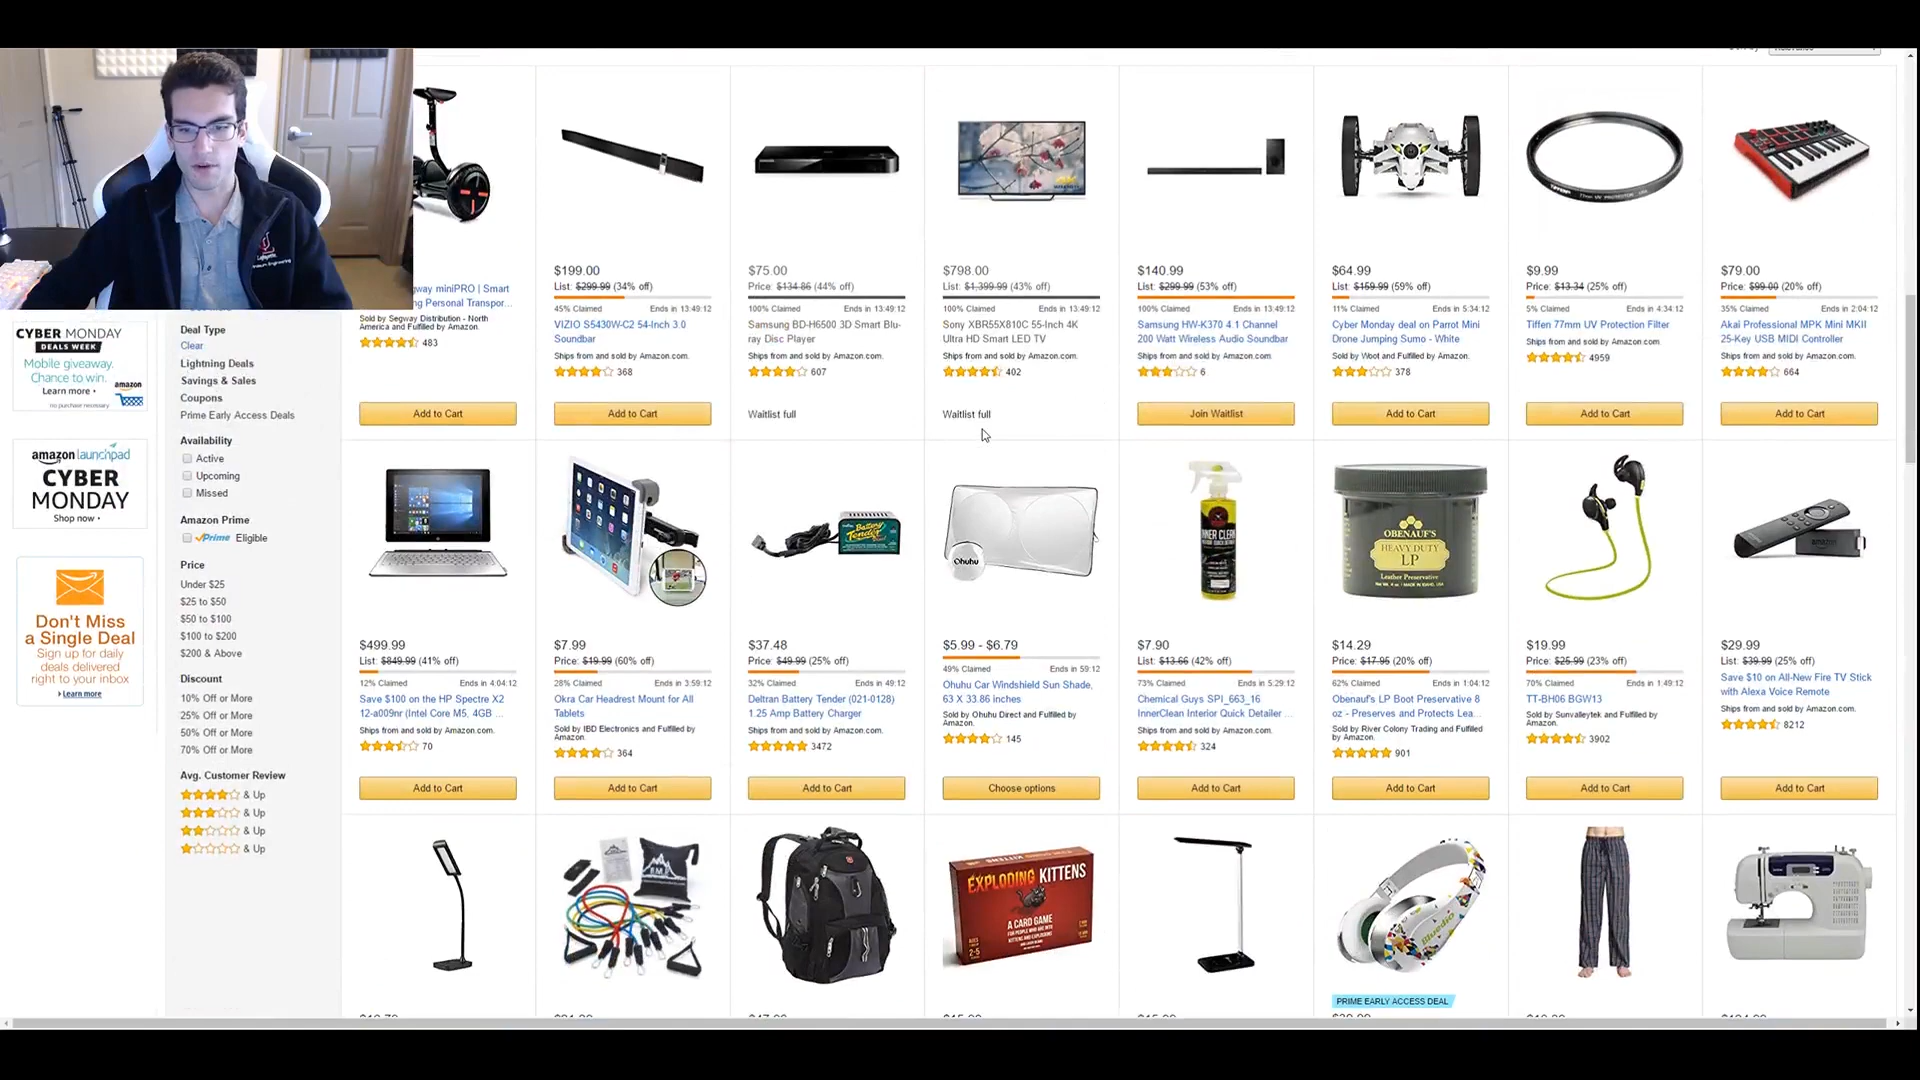 gway miniPRO | Smart
ng Personal Transpor...
Sold by Segway Distribution - North
America and Fulfilled by Amazon.
483
Add to Cart
$199.00
List: $299.99 (34% off)
45% Claimed Ends in 13:49:12
VIZIO S5430W-C2 54-Inch 3.0
Soundbar
Ships from and sold by Amazon.com.
368
Add to Cart
$75.00
Price: $134.86 (44% off)
100% Claimed Ends in 13:49:12
Samsung BD-H6500 3D Smart Blu-
ray Disc Player
Ships from and sold by Amazon.com.
607
Waitlist full
$798.00
List: $1,399.99 (43% off)
100% Claimed Ends in 13:49:12
Sony XBR55X810C 55-Inch 4K
Ultra HD Smart LED TV
Ships from and sold by Amazon.com.
402
Waitlist full
$140.99
List: $299.99 (53% off)
100% Claimed Ends in 13:49:12
Samsung HW-K370 4.1 Channel
200 Watt Wireless Audio Soundbar
Ships from and sold by Amazon.com.
6
Join Waitlist
$64.99
List: $159.99 (59% off)
11% Claimed Ends in 5:34:12
Cyber Monday deal on Parrot Mini
Drone Jumping Sumo - White
Sold by Woot and Fulfilled by Amazon.
378
Add to Cart
$9.99
Price: $13.34 (25% off)
5% Claimed Ends in 4:34:12
Tiffen 77mm UV Protection Filter
Ships from and sold by Amazon.com.
4959
Add to Cart
$79.00
Price: $99.00 (20% off)
35% Claimed Ends in 2:04:12
Akai Professional MPK Mini MKII
25-Key USB MIDI Controller
Ships from and sold by Amazon.com.
664
Add to Cart
CYBER MONDAY
DEALS WEEK
Mobile giveaway.
Chance to win.
Learn more
amazon
no purchase necessary
amazon launchpad
CYBER
MONDAY
Shop now
Don't Miss
a Single Deal
Sign up for daily
deals delivered
right to your inbox
Learn more
Deal Type
Clear
Lightning Deals
Savings & Sales
Coupons
Prime Early Access Deals
Availability
Active
Upcoming
Missed
Amazon Prime
Prime Eligible
Price
Under $25
$25 to $50
$50 to $100
$100 to $200
$200 & Above
Discount
10% Off or More
25% Off or More
50% Off or More
70% Off or More
Avg. Customer Review
& Up
& Up
& Up
& Up
$499.99
List: $849.99 (41% off)
12% Claimed Ends in 4:04:12
Save $100 on the HP Spectre X2
12-a009nr (Intel Core M5, 4GB ...
Ships from and sold by Amazon.com.
70
Add to Cart
$7.99
Price: $19.99 (60% off)
28% Claimed Ends in 3:59:12
Okra Car Headrest Mount for All
Tablets
Sold by IBD Electronics and Fulfilled by
Amazon.
364
Add to Cart
Battery
Tender
$37.48
Price: $49.99 (25% off)
32% Claimed Ends in 49:12
Deltran Battery Tender (021-0128)
1.25 Amp Battery Charger
Ships from and sold by Amazon.com.
3472
Add to Cart
Ohuhu
$5.99 - $6.79
49% Claimed Ends in 59:12
Ohuhu Car Windshield Sun Shade,
63 X 33.86 inches
Sold by Ohuhu Direct and Fulfilled by
Amazon.
145
Choose options
INNER CLEAN
$7.90
List: $13.66 (42% off)
73% Claimed Ends in 5:29:12
Chemical Guys SPI_663_16
InnerClean Interior Quick Detailer ...
Ships from and sold by Amazon.com.
324
Add to Cart
OBENAUF'S
HEAVY DUTY
LP
Leather Preservative
$14.29
Price: $17.95 (20% off)
62% Claimed Ends in 1:04:12
Obenauf's LP Boot Preservative 8
oz - Preserves and Protects Lea...
Sold by River Colony Trading and Fulfilled
by Amazon.
901
Add to Cart
$19.99
Price: $25.99 (23% off)
70% Claimed Ends in 1:49:12
TT-BH06 BGW13
Sold by Sunvalleytek and Fulfilled by
Amazon.
3902
Add to Cart
$29.99
List: $39.99 (25% off)
Save $10 on All-New Fire TV Stick
with Alexa Voice Remote
Ships from and sold by Amazon.com.
8212
Add to Cart
EXPLODING KITTENS
A CARD GAME
Bluedio
PRIME EARLY ACCESS DEAL